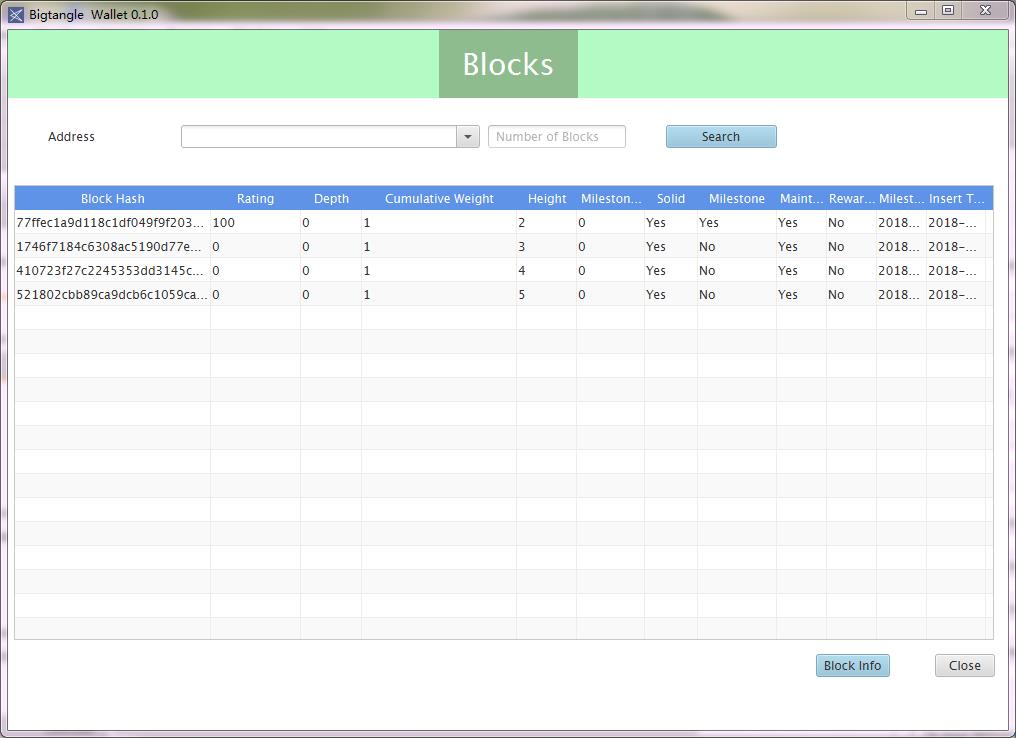 Bigtangle Wallet 0.1.0
Blocks
Address Number of Blocks Search
Block Hash Rating Depth Cumulative Weight Height Mileston... Solid Milestone Maint... Rewar... Milest... Insert T...
77ffec1a9d118c1df049f9f203... 100 0 1 2 0 Yes Yes Yes No 2018... 2018-...
1746f7184c6308ac5190d77e... 0 0 1 3 0 Yes No Yes No 2018... 2018-...
410723f27c2245353dd3145c... 0 0 1 4 0 Yes No Yes No 2018... 2018-...
521802cbb89ca9dcb6c1059ca... 0 0 1 5 0 Yes No Yes No 2018... 2018-...
Block Info Close